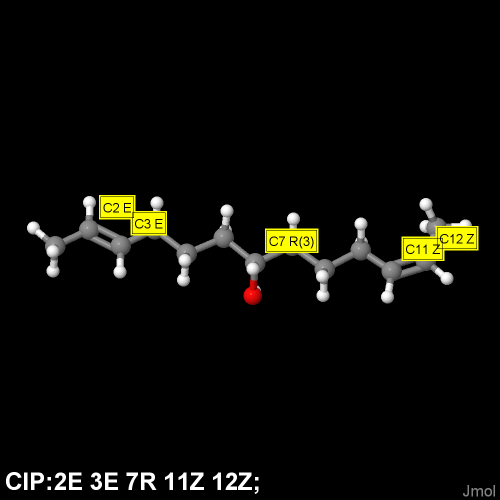 C2 E
C3 E
C7 R(3)
C11 Z
C12 Z
CIP:2E 3E 7R 11Z 12Z;
Jmol